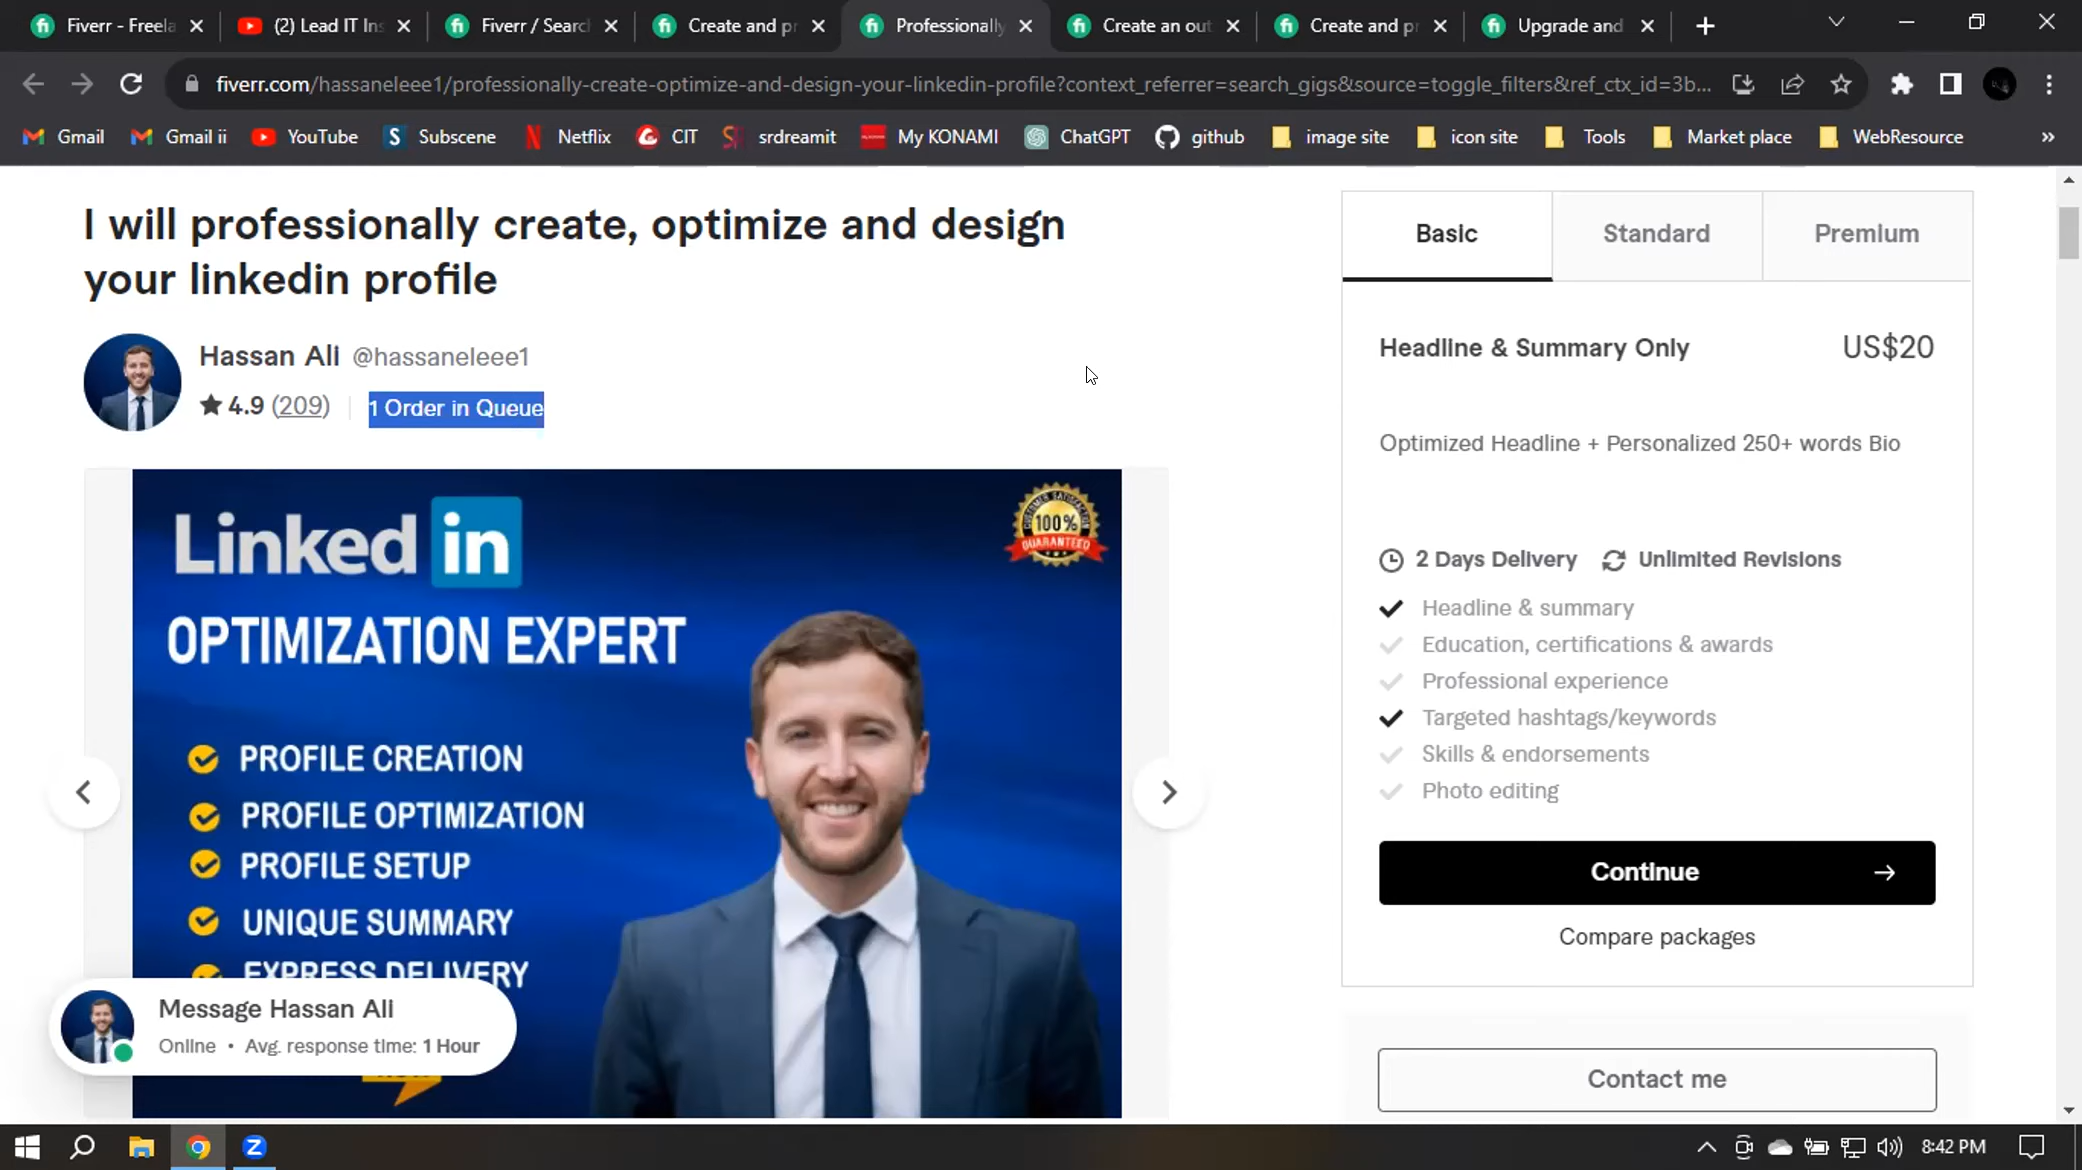 Fiverr - Freela
(2) Lead IT Ins
Fiverr / Searc
Create and pr
Professionally
Create an out
Create and pr
Upgrade and
fiverr.com/hassaneleee1/professionally-create-optimize-and-design-your-linkedin-profile?context_referrer=search_gigs&source=toggle_filters&ref_ctx_id=3b...
Gmail
Gmail ii
YouTube
Subscene
Netflix
CIT
srdreamit
My KONAMI
ChatGPT
github
image site
icon site
Tools
Market place
WebResource
»
I will professionally create, optimize and design
your linkedin profile
Hassan Ali @hassaneleee1
4.9 (209) 1 Order in Queue
Linked in
OPTIMIZATION EXPERT
CUSTOMER SATISFACTION
100%
GUARANTEED
PROFILE CREATION
PROFILE OPTIMIZATION
PROFILE SETUP
UNIQUE SUMMARY
EXPRESS DELIVERY
Message Hassan Ali
Online • Avg. response time: 1 Hour
Basic
Standard
Premium
Headline & Summary Only US$20
Optimized Headline + Personalized 250+ words Bio
2 Days Delivery Unlimited Revisions
Headline & summary
Education, certifications & awards
Professional experience
Targeted hashtags/keywords
Skills & endorsements
Photo editing
Continue
Compare packages
Contact me
8:42 PM